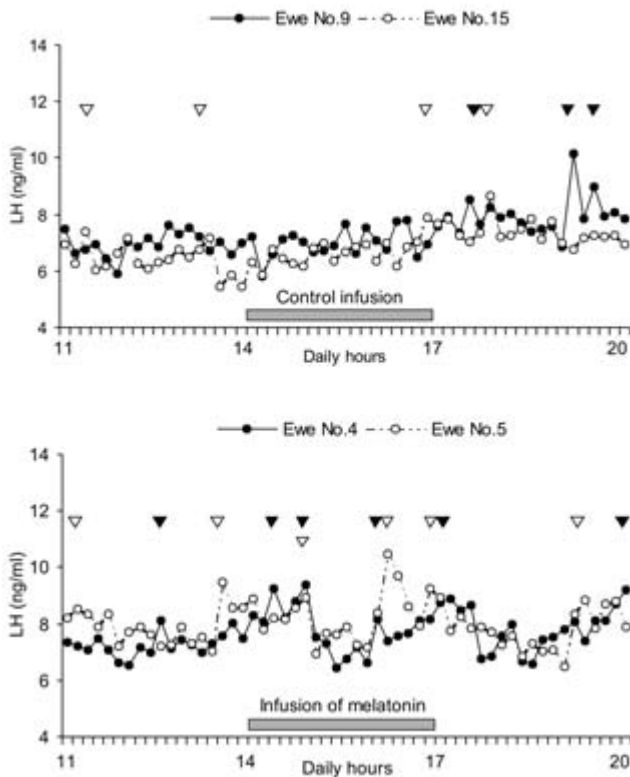 Ewe No.9 Ewe No.15
14
12
10
8
6
4
LH (ng/ml)
Control infusion
11 14 17 20
Daily hours
Ewe No.4 Ewe No.5
14
12
10
8
6
4
LH (ng/ml)
Infusion of melatonin
11 14 17 20
Daily hours